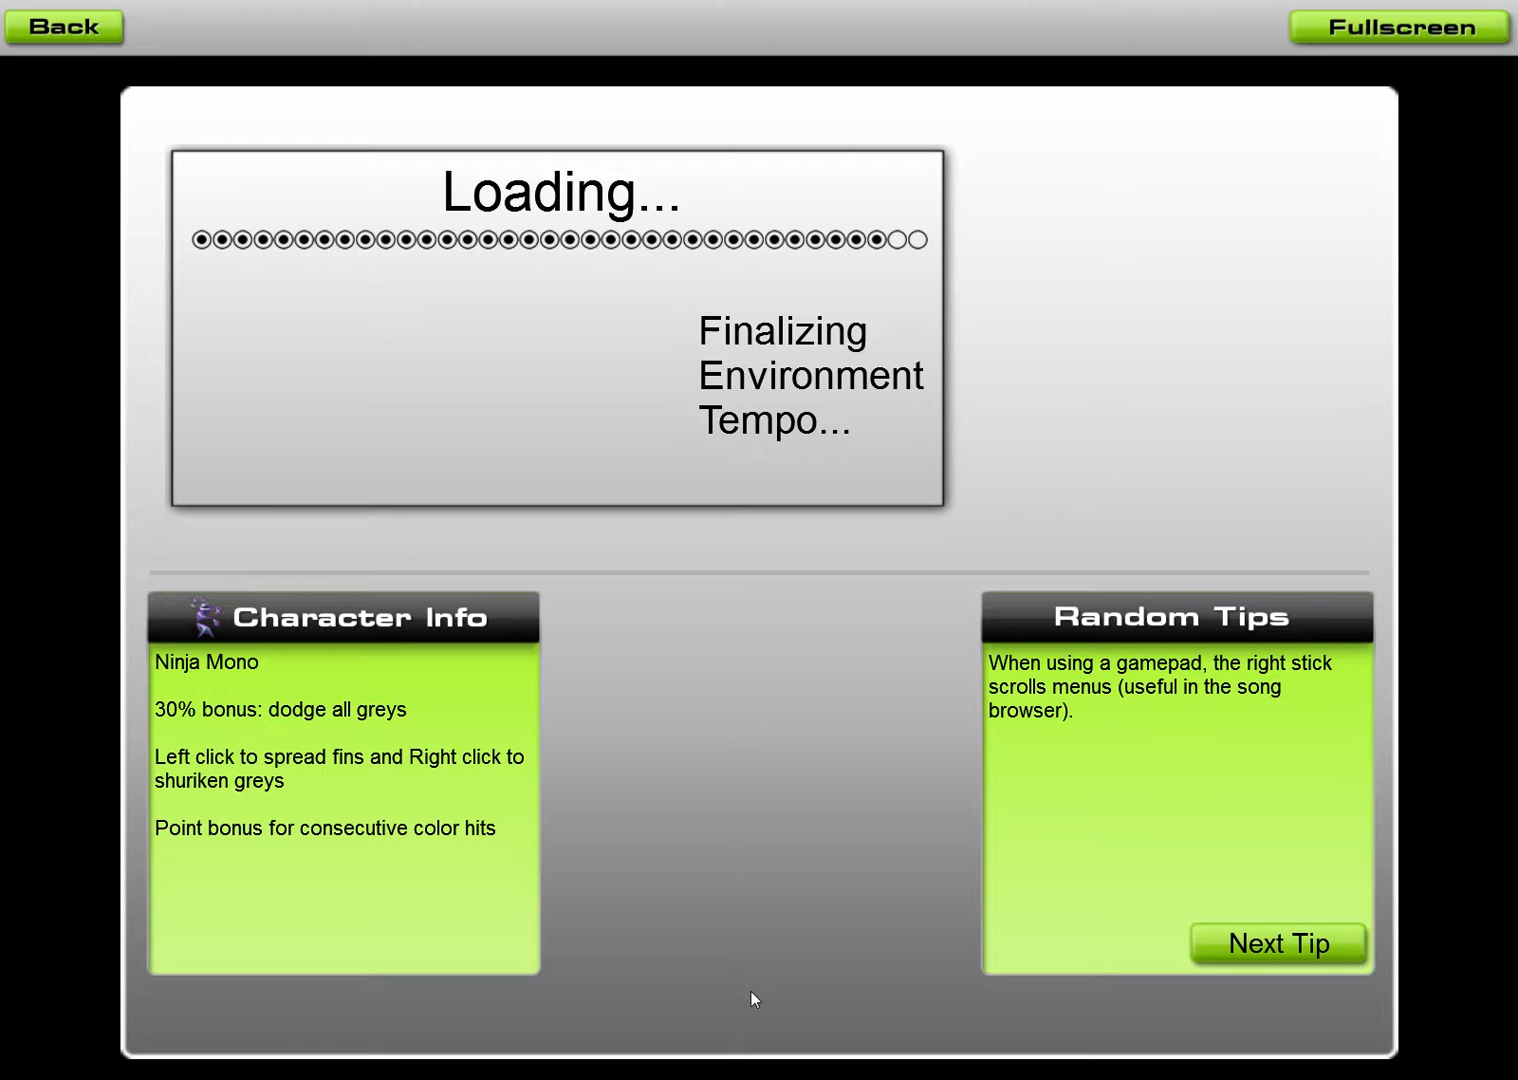 Back
Fullscreen
Loading...
Finalizing
Environment
Tempo...
Character Info
Ninja Mono
30% bonus: dodge all greys
Left click to spread fins and Right click to
shuriken greys
Point bonus for consecutive color hits
Random Tips
When using a gamepad, the right stick
scrolls menus (useful in the song
browser).
Next Tip